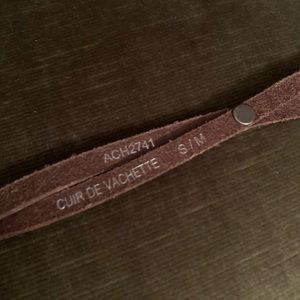 ACH2741
CUIR DE VACHETTE S/M